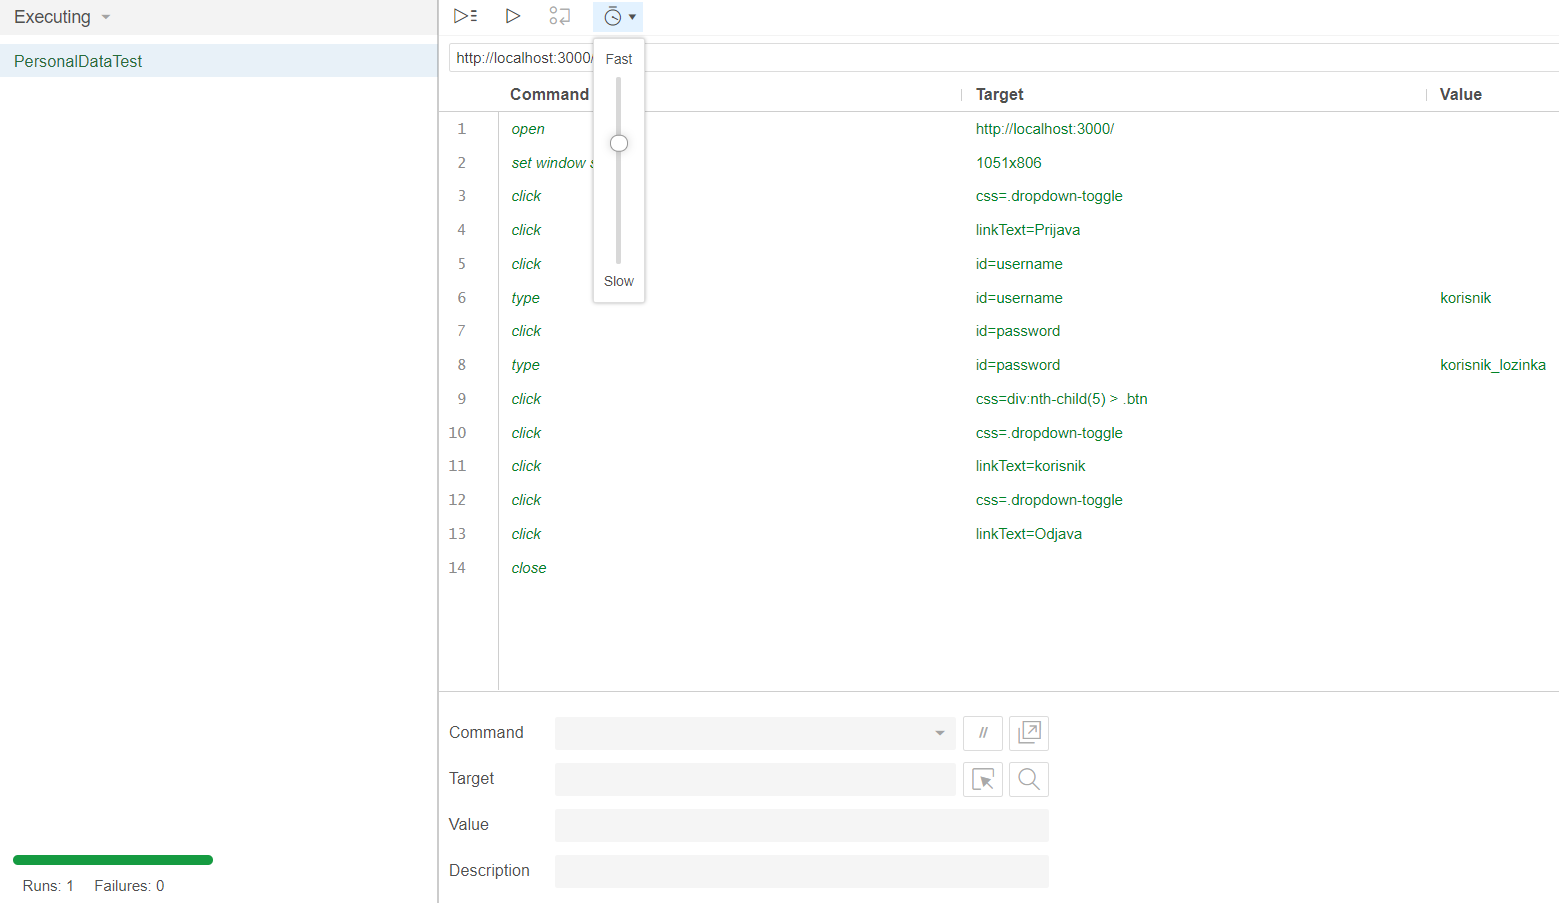 Executing
PersonalDataTest
Runs: 1 Failures: 0
http://localhost:3000/
Fast
Slow
Command Target Value
1 open http://localhost:3000/
2 set window s 1051x806
3 click css=.dropdown-toggle
4 click linkText=Prijava
5 click id=username
6 type id=username korisnik
7 click id=password
8 type id=password korisnik_lozinka
9 click css=div:nth-child(5) > .btn
10 click css=.dropdown-toggle
11 click linkText=korisnik
12 click css=.dropdown-toggle
13 click linkText=Odjava
14 close
Command //
Target
Value
Description